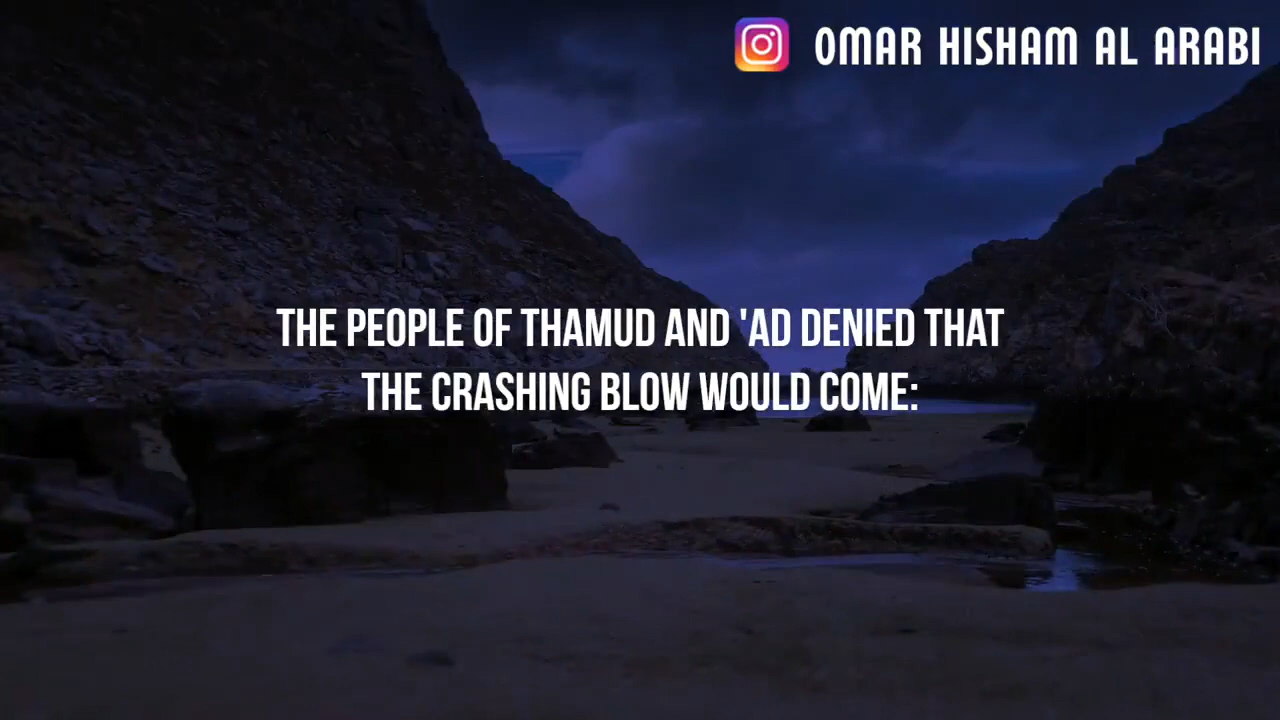 OMAR HISHAM AL ARABI
THE PEOPLE OF THAMUD AND 'AD DENIED THAT
THE CRASHING BLOW WOULD COME: